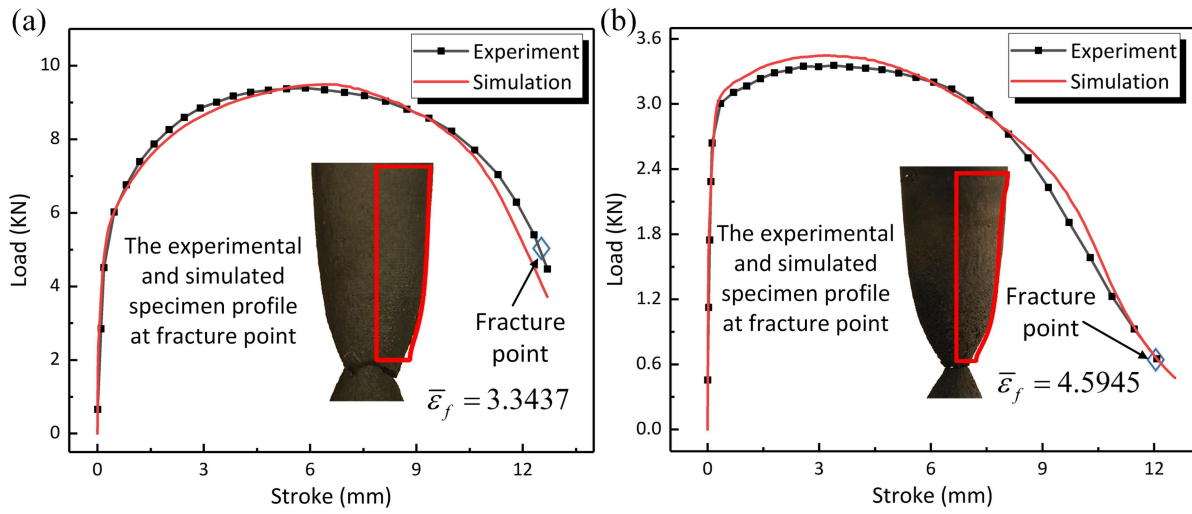 (a)
Experiment
Simulation
10
8
6
4
2
0
Load (KN)
The experimental
and simulated
specimen profile
at fracture point
Fracture
point
ε̅f = 3.3437
0 3 6 9 12
Stroke (mm)
(b)
Experiment
Simulation
3.6
3.0
2.4
1.8
1.2
0.6
0.0
Load (KN)
The experimental
and simulated
specimen profile
at fracture point
Fracture
point
ε̅f = 4.5945
0 3 6 9 12
Stroke (mm)